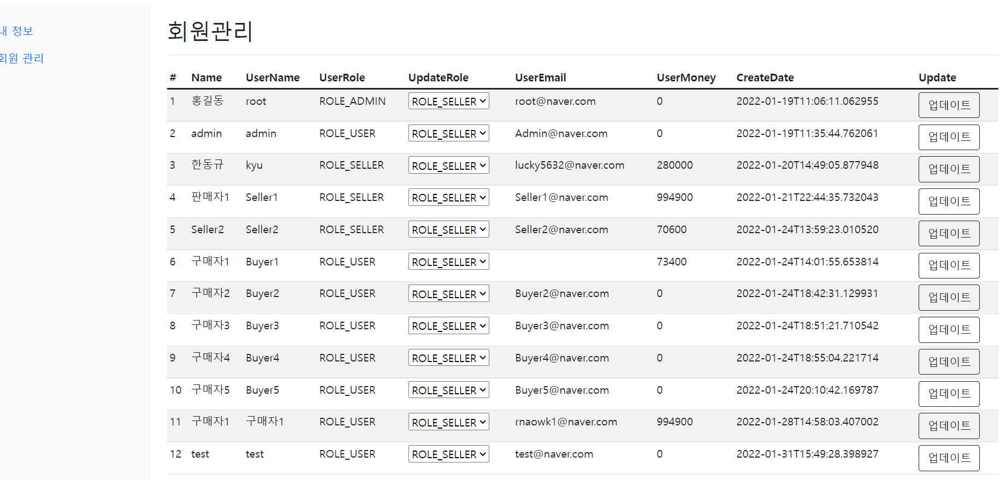 내 정보
회원 관리
회원관리
# Name UserName UserRole UpdateRole UserEmail UserMoney CreateDate Update
1 홍길동 root ROLE_ADMIN ROLE_SELLER root@naver.com 0 2022-01-19T11:06:11.062955 업데이트
2 admin admin ROLE_USER ROLE_SELLER Admin@naver.com 0 2022-01-19T11:35:44.762061 업데이트
3 한동규 kyu ROLE_SELLER ROLE_SELLER lucky5632@naver.com 280000 2022-01-20T14:49:05.877948 업데이트
4 판매자1 Seller1 ROLE_SELLER ROLE_SELLER Seller1@naver.com 994900 2022-01-21T22:44:35.732043 업데이트
5 Seller2 Seller2 ROLE_SELLER ROLE_SELLER Seller2@naver.com 70600 2022-01-24T13:59:23.010520 업데이트
6 구매자1 Buyer1 ROLE_USER ROLE_SELLER 73400 2022-01-24T14:01:55.653814 업데이트
7 구매자2 Buyer2 ROLE_USER ROLE_SELLER Buyer2@naver.com 0 2022-01-24T18:42:31.129931 업데이트
8 구매자3 Buyer3 ROLE_USER ROLE_SELLER Buyer3@naver.com 0 2022-01-24T18:51:21.710542 업데이트
9 구매자4 Buyer4 ROLE_USER ROLE_SELLER Buyer4@naver.com 0 2022-01-24T18:55:04.221714 업데이트
10 구매자5 Buyer5 ROLE_USER ROLE_SELLER Buyer5@naver.com 0 2022-01-24T20:10:42.169787 업데이트
11 구매자1 구매자1 ROLE_USER ROLE_SELLER rnaowk1@naver.com 994900 2022-01-28T14:58:03.407002 업데이트
12 test test ROLE_USER ROLE_SELLER test@naver.com 0 2022-01-31T15:49:28.398927 업데이트